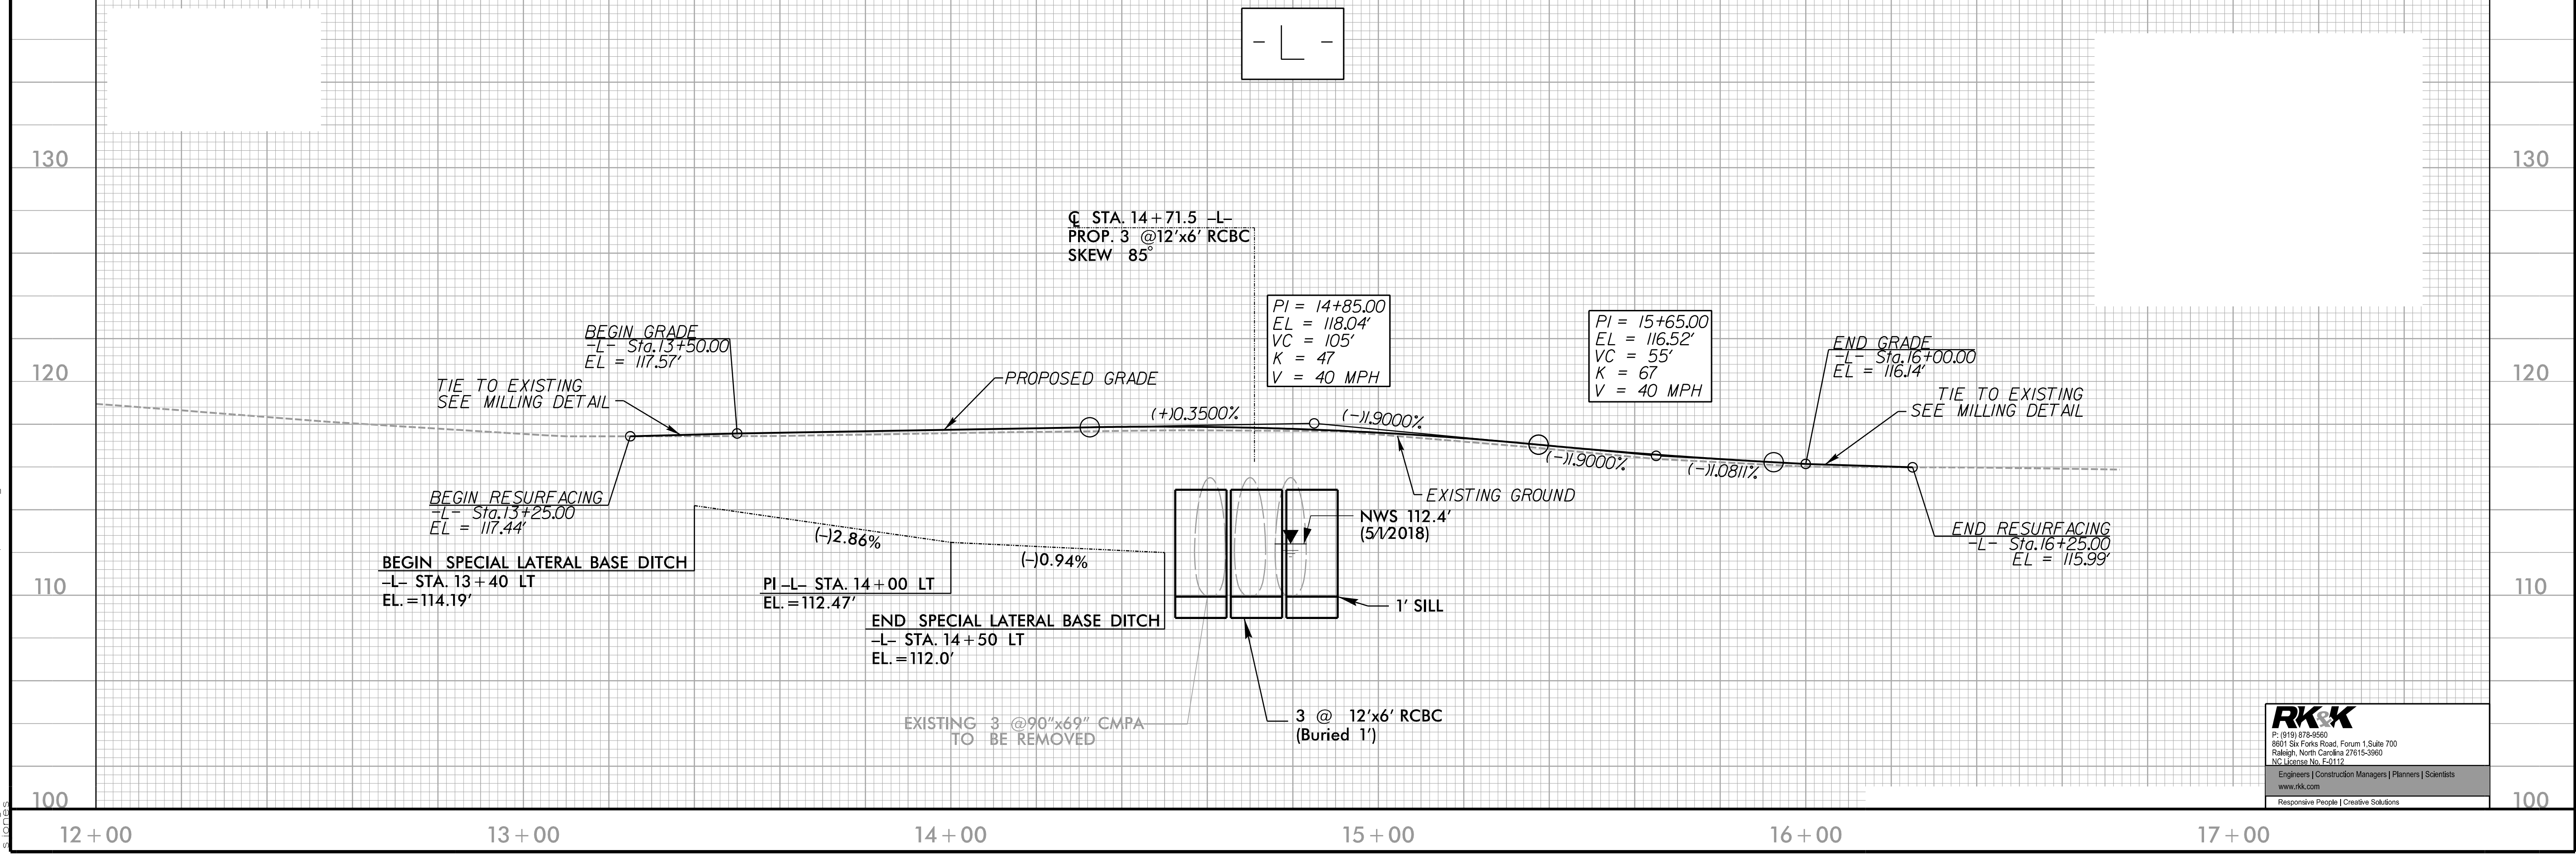 - L -
130
130
℄ STA. 14+71.5 -L-
PROP. 3 @12'x6' RCBC
SKEW 85°
PI = 14+85.00
EL = 118.04'
VC = 105'
K = 47
V = 40 MPH
PI = 15+65.00
EL = 116.52'
VC = 55'
K = 67
V = 40 MPH
BEGIN GRADE
-L- Sta.13+50.00
EL = 117.57'
END GRADE
-L- Sta.16+00.00
EL = 116.14'
120
120
TIE TO EXISTING
SEE MILLING DETAIL
PROPOSED GRADE
TIE TO EXISTING
SEE MILLING DETAIL
(+)0.3500%
(-)1.9000%
(-)1.9000%
(-)1.0811%
BEGIN RESURFACING
-L- Sta.13+25.00
EL = 117.44'
EXISTING GROUND
NWS 112.4'
(5/1/2018)
END RESURFACING
-L- Sta.16+25.00
EL = 115.99'
(-)2.86%
(-)0.94%
BEGIN SPECIAL LATERAL BASE DITCH
-L- STA. 13+40 LT
EL.=114.19'
110
110
PI -L- STA. 14+00 LT
EL.=112.47'
1' SILL
END SPECIAL LATERAL BASE DITCH
-L- STA. 14+50 LT
EL.=112.0'
EXISTING 3 @90"x69" CMPA
TO BE REMOVED
3 @ 12'x6' RCBC
(Buried 1')
RK&K
P: (919) 878-9560
8601 Six Forks Road, Forum 1,Suite 700
Raleigh, North Carolina 27615-3960
NC License No. F-0112
Engineers | Construction Managers | Planners | Scientists
www.rkk.com
Responsive People | Creative Solutions
100
100
12+00
13+00
14+00
15+00
16+00
17+00